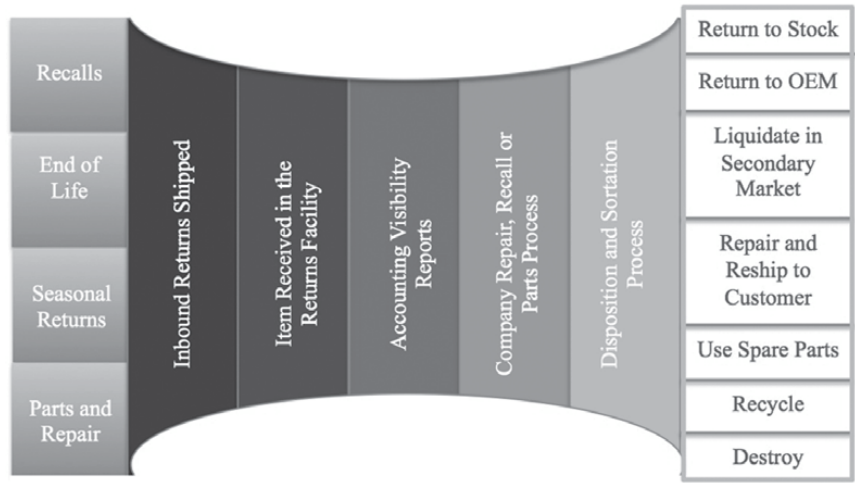 Recalls
End of
Life
Seasonal
Returns
Parts and
Repair
Inbound Returns Shipped
Item Received in the
Returns Facility
Accounting Visibility
Reports
Company Repair, Recall or
Parts Process
Disposition and Sortation
Process
Return to Stock
Return to OEM
Liquidate in
Secondary
Market
Repair and
Reship to
Customer
Use Spare Parts
Recycle
Destroy